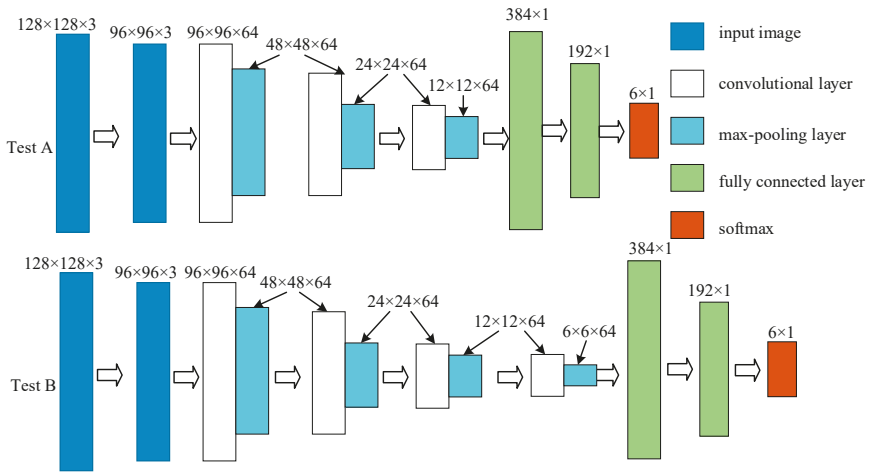 128×128×3
96×96×3
96×96×64
48×48×64
24×24×64
12×12×64
384×1
192×1
6×1
Test A
input image
convolutional layer
max-pooling layer
fully connected layer
softmax
128×128×3
96×96×3
96×96×64
48×48×64
24×24×64
12×12×64
6×6×64
384×1
192×1
6×1
Test B